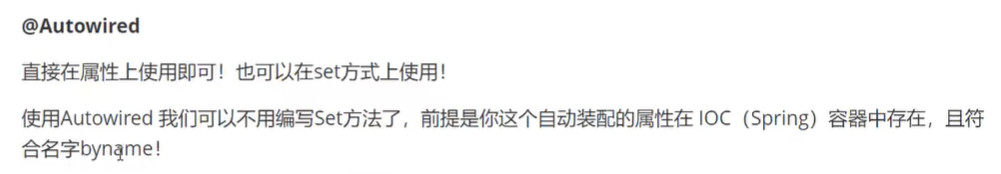 @Autowired
直接在属性上使用即可！也可以在set方式上使用！
使用Autowired 我们可以不用编写Set方法了，前提是你这个自动装配的属性在 IOC（Spring）容器中存在，且符
合名字byname！